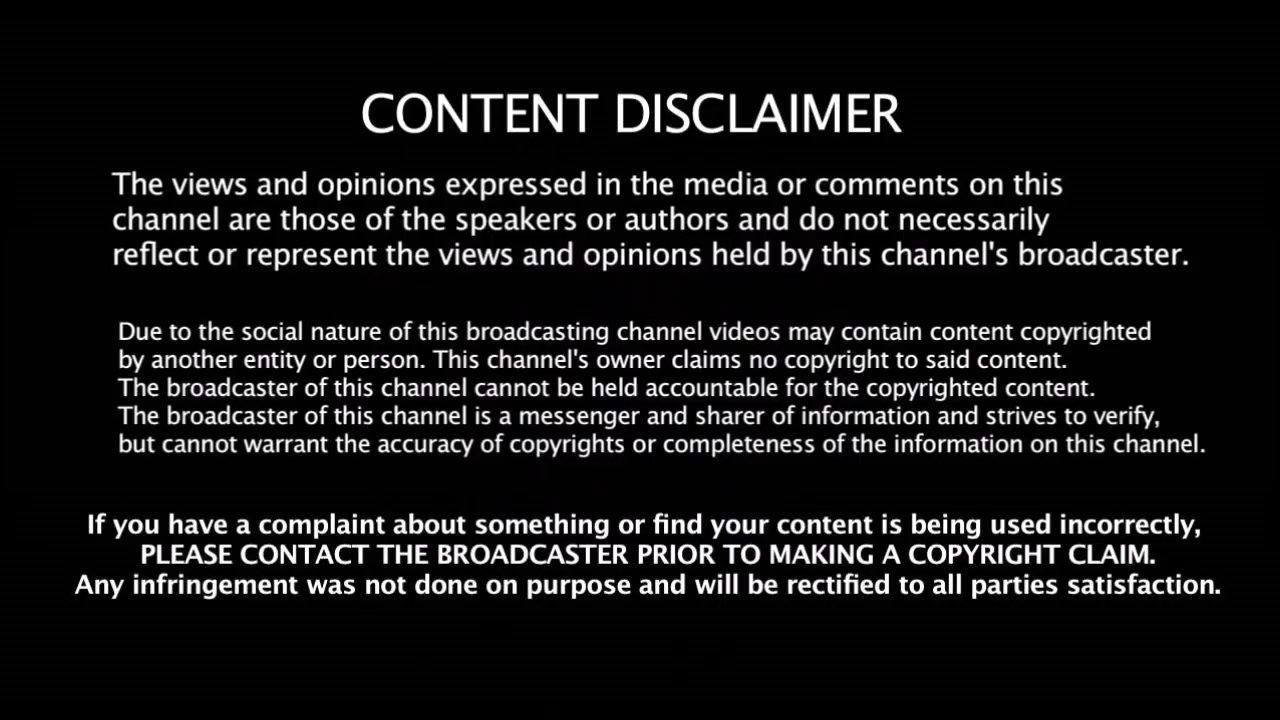 CONTENT DISCLAIMER
The views and opinions expressed in the media or comments on this
channel are those of the speakers or authors and do not necessarily
reflect or represent the views and opinions held by this channel's broadcaster.
Due to the social nature of this broadcasting channel videos may contain content copyrighted
by another entity or person. This channel's owner claims no copyright to said content.
The broadcaster of this channel cannot be held accountable for the copyrighted content.
The broadcaster of this channel is a messenger and sharer of information and strives to verify,
but cannot warrant the accuracy of copyrights or completeness of the information on this channel.
If you have a complaint about something or find your content is being used incorrectly,
PLEASE CONTACT THE BROADCASTER PRIOR TO MAKING A COPYRIGHT CLAIM.
Any infringement was not done on purpose and will be rectified to all parties satisfaction.